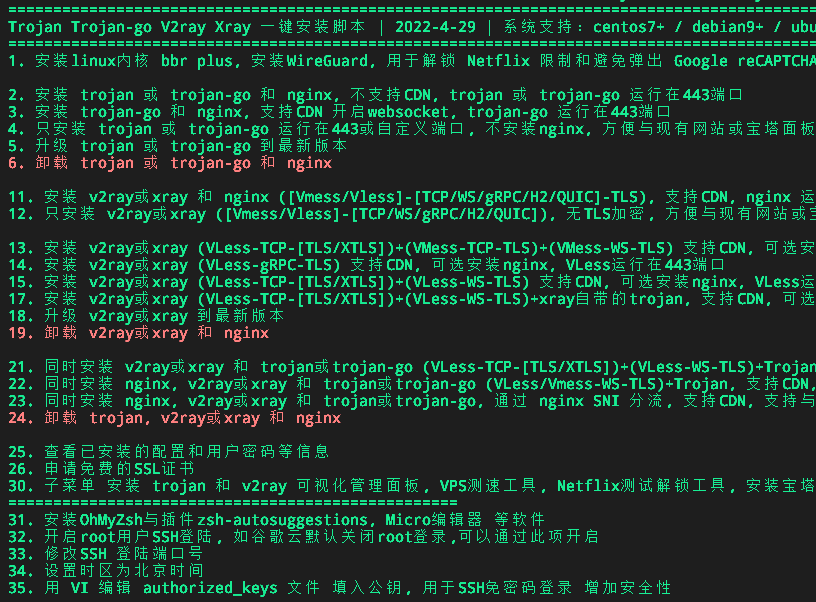 ===============================================================================
Trojan Trojan-go V2ray Xray 一键安装脚本 | 2022-4-29 | 系统支持：centos7+ / debian9+ / ubu
===============================================================================
1. 安装linux内核 bbr plus, 安装WireGuard, 用于解锁 Netflix 限制和避免弹出 Google reCAPTCHA
2. 安装 trojan 或 trojan-go 和 nginx, 不支持CDN, trojan 或 trojan-go 运行在443端口
3. 安装 trojan-go 和 nginx, 支持CDN 开启websocket, trojan-go 运行在443端口
4. 只安装 trojan 或 trojan-go 运行在443或自定义端口, 不安装nginx, 方便与现有网站或宝塔面板
5. 升级 trojan 或 trojan-go 到最新版本
6. 卸载 trojan 或 trojan-go 和 nginx
11. 安装 v2ray或xray 和 nginx ([Vmess/Vless]-[TCP/WS/gRPC/H2/QUIC]-TLS), 支持CDN, nginx 运
12. 只安装 v2ray或xray ([Vmess/Vless]-[TCP/WS/gRPC/H2/QUIC]), 无TLS加密, 方便与现有网站或宝
13. 安装 v2ray或xray (VLess-TCP-[TLS/XTLS])+(VMess-TCP-TLS)+(VMess-WS-TLS) 支持CDN, 可选安
14. 安装 v2ray或xray (VLess-gRPC-TLS) 支持CDN, 可选安装nginx, VLess运行在443端口
15. 安装 v2ray或xray (VLess-TCP-[TLS/XTLS])+(VLess-WS-TLS) 支持CDN, 可选安装nginx, VLess运
17. 安装 v2ray或xray (VLess-TCP-[TLS/XTLS])+(VLess-WS-TLS)+xray自带的trojan, 支持CDN, 可选
18. 升级 v2ray或xray 到最新版本
19. 卸载 v2ray或xray 和 nginx
21. 同时安装 v2ray或xray 和 trojan或trojan-go (VLess-TCP-[TLS/XTLS])+(VLess-WS-TLS)+Trojan
22. 同时安装 nginx, v2ray或xray 和 trojan或trojan-go (VLess/Vmess-WS-TLS)+Trojan, 支持CDN,
23. 同时安装 nginx, v2ray或xray 和 trojan或trojan-go, 通过 nginx SNI 分流, 支持CDN, 支持与
24. 卸载 trojan, v2ray或xray 和 nginx
25. 查看已安装的配置和用户密码等信息
26. 申请免费的SSL证书
30. 子菜单 安装 trojan 和 v2ray 可视化管理面板, VPS测速工具, Netflix测试解锁工具, 安装宝塔
==================================================
31. 安装OhMyZsh与插件zsh-autosuggestions, Micro编辑器 等软件
32. 开启root用户SSH登陆, 如谷歌云默认关闭root登录,可以通过此项开启
33. 修改SSH 登陆端口号
34. 设置时区为北京时间
35. 用 VI 编辑 authorized_keys 文件 填入公钥, 用于SSH免密码登录 增加安全性